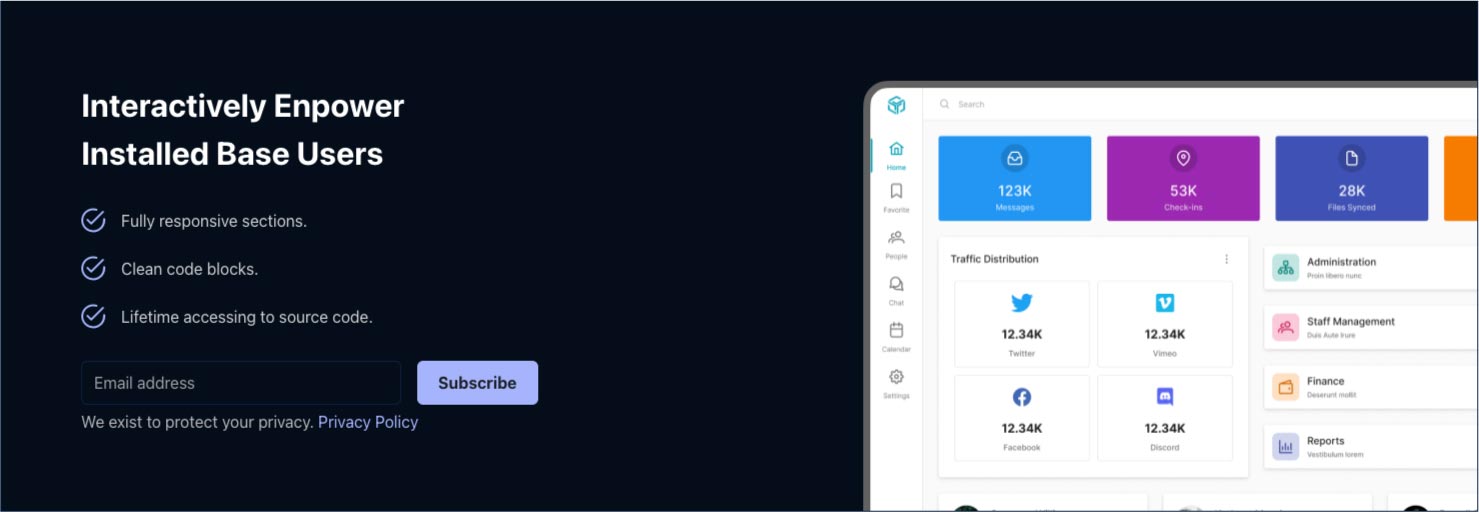 Interactively Enpower
Installed Base Users
Fully responsive sections.
Clean code blocks.
Lifetime accessing to source code.
Email address
Subscribe
We exist to protect your privacy. Privacy Policy
Search
Home
Favorite
People
Chat
Calendar
Settings
123K
Messages
53K
Check-ins
28K
Files Synced
Traffic Distribution
12.34K
Twitter
12.34K
Vimeo
12.34K
Facebook
12.34K
Discord
Administration
Proin libero nunc
Staff Management
Duis Aute Irure
Finance
Deserunt mollit
Reports
Vestibulum lorem